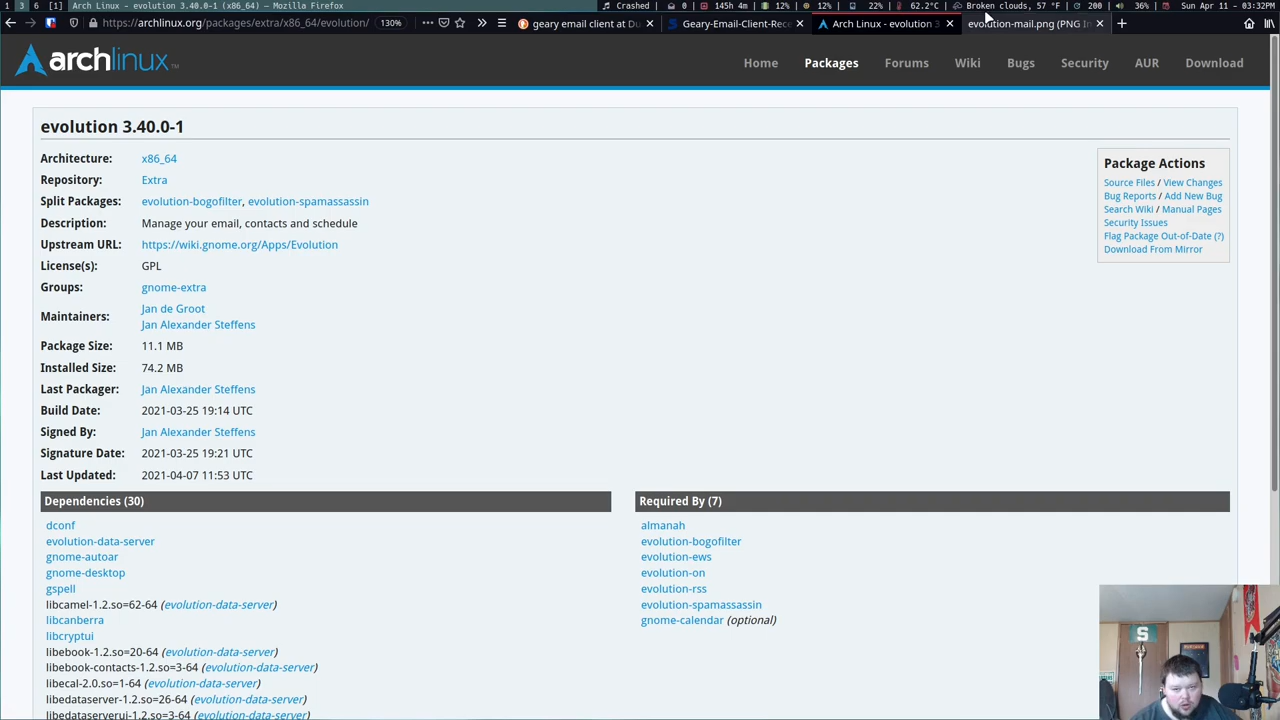 1 3 6 [1] Arch Linux - evolution 3.40.0-1 (x86_64) - Mozilla Firefox Crashed 0 145h 4m 12% 22% 62.2°C Broken clouds, 57 °F 200 36% Sun Apr 11 - 03:32PM
https://archlinux.org/packages/extra/x86_64/evolution/ 130% geary email client at Du Geary-Email-Client-Rece Arch Linux - evolution 3 evolution-mail.png (PNG I
archlinux
Home Packages Forums Wiki Bugs Security AUR Download
evolution 3.40.0-1
Architecture: x86_64
Repository: Extra
Split Packages: evolution-bogofilter, evolution-spamassassin
Description: Manage your email, contacts and schedule
Upstream URL: https://wiki.gnome.org/Apps/Evolution
License(s): GPL
Groups: gnome-extra
Maintainers: Jan de Groot
Jan Alexander Steffens
Package Size: 11.1 MB
Installed Size: 74.2 MB
Last Packager: Jan Alexander Steffens
Build Date: 2021-03-25 19:14 UTC
Signed By: Jan Alexander Steffens
Signature Date: 2021-03-25 19:21 UTC
Last Updated: 2021-04-07 11:53 UTC
Package Actions
Source Files / View Changes
Bug Reports / Add New Bug
Search Wiki / Manual Pages
Security Issues
Flag Package Out-of-Date (?)
Download From Mirror
Dependencies (30)
dconf
evolution-data-server
gnome-autoar
gnome-desktop
gspell
libcamel-1.2.so=62-64 (evolution-data-server)
libcanberra
libcryptui
libebook-1.2.so=20-64 (evolution-data-server)
libebook-contacts-1.2.so=3-64 (evolution-data-server)
libecal-2.0.so=1-64 (evolution-data-server)
libedataserver-1.2.so=26-64 (evolution-data-server)
libedataserverui-1.2.so=3-64 (evolution-data-server)
Required By (7)
almanah
evolution-bogofilter
evolution-ews
evolution-on
evolution-rss
evolution-spamassassin
gnome-calendar (optional)
S